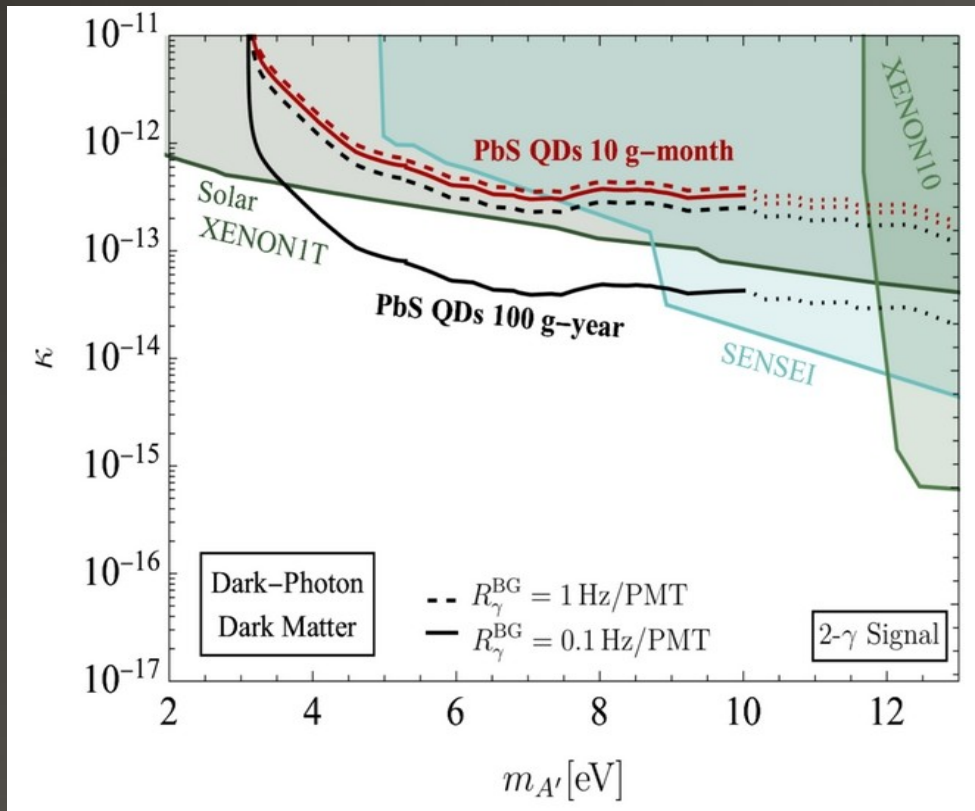 10⁻¹¹
10⁻¹²
10⁻¹³
10⁻¹⁴
10⁻¹⁵
10⁻¹⁶
10⁻¹⁷
κ
XENON10
PbS QDs 10 g–month
Solar
XENON1T
PbS QDs 100 g–year
SENSEI
Dark–Photon
Dark Matter
R_γ^BG = 1 Hz/PMT
R_γ^BG = 0.1 Hz/PMT
2-γ Signal
2 4 6 8 10 12
m_A′ [eV]